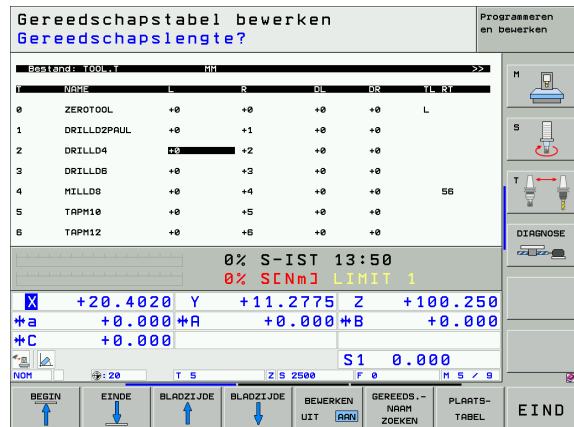 Gereedschapstabel bewerken
Gereedschapslengte?
Programmeren
en bewerken
Bestand: TOOL.T MM >>
T NAME L R DL DR TL RT
0 ZEROTOOL +0 +0 +0 +0 L
1 DRILLD2PAUL +0 +1 +0 +0
2 DRILLD4 +0 +2 +0 +0
3 DRILLD6 +0 +3 +0 +0
4 MILLD8 +0 +4 +0 +0 56
5 TAPM10 +0 +5 +0 +0
6 TAPM12 +0 +6 +0 +0
M
S
T
DIAGNOSE
0% S-IST 13:50
0% S[Nm] LIMIT 1
X +20.4020 Y +11.2775 Z +100.250
a +0.000 A +0.000 B +0.000
C +0.000
S1 0.000
NOM : 20 T 5 Z S 2500 F 0 M 5 / 9
BEGIN
EINDE
BLADZIJDE
BLADZIJDE
BEWERKEN
UIT AAN
GEREEDS.-
NAAM
ZOEKEN
PLAATS-
TABEL
EIND